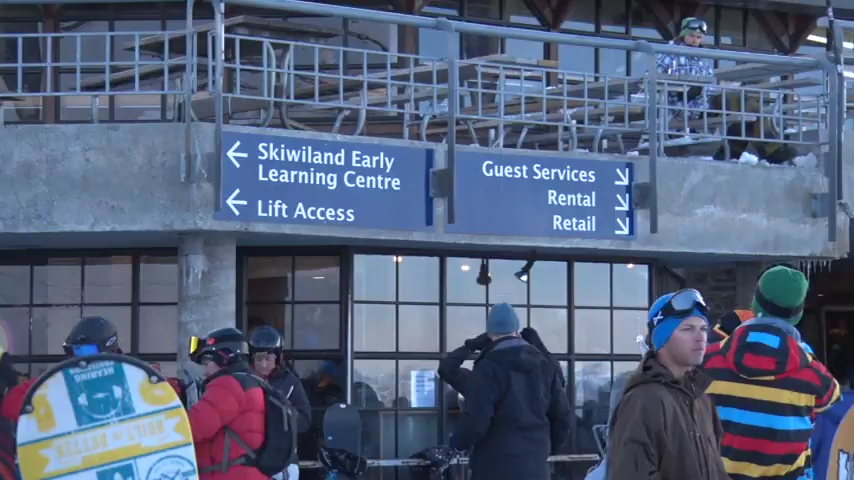 Skiwiland Early
Learning Centre
Lift Access
Guest Services
Rental
Retail